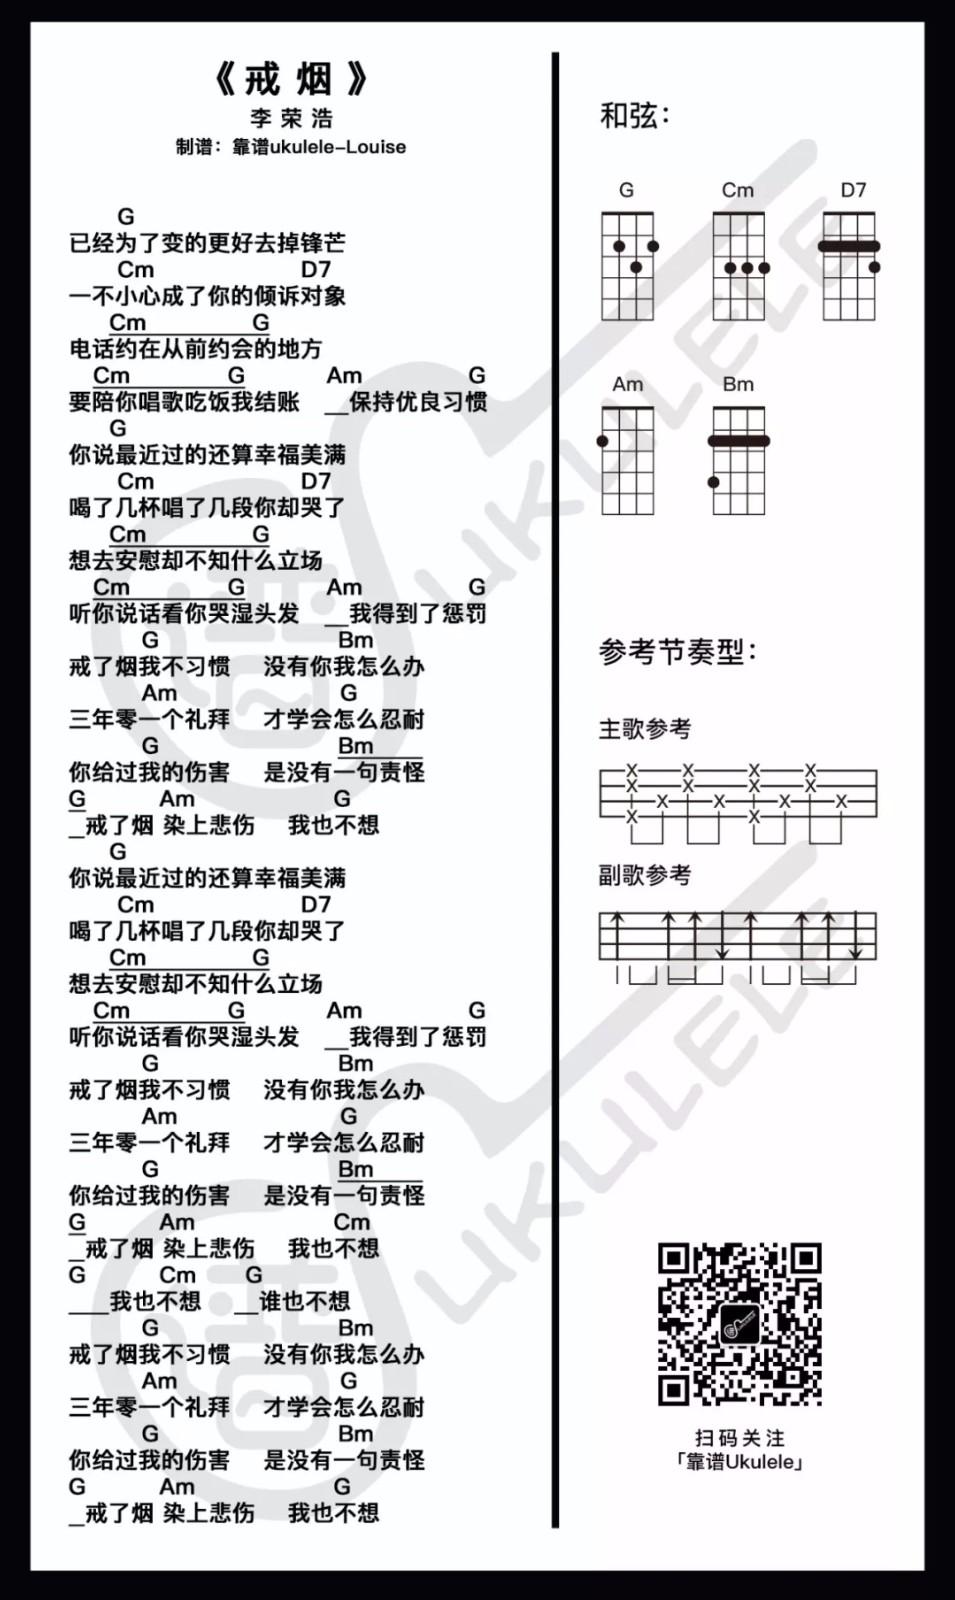 《戒烟》
李荣浩
制谱：靠谱ukulele-Louise
G
已经为了变的更好去掉锋芒
Cm D7
一不小心成了你的倾诉对象
Cm G
电话约在从前约会的地方
Cm G Am G
要陪你唱歌吃饭我结账 __保持优良习惯
G
你说最近过的还算幸福美满
Cm D7
喝了几杯唱了几段你却哭了
Cm G
想去安慰却不知什么立场
Cm G Am G
听你说话看你哭湿头发 __我得到了惩罚
G Bm
戒了烟我不习惯 没有你我怎么办
Am G
三年零一个礼拜 才学会怎么忍耐
G Bm
你给过我的伤害 是没有一句责怪
G Am G
_戒了烟 染上悲伤 我也不想
G
你说最近过的还算幸福美满
Cm D7
喝了几杯唱了几段你却哭了
Cm G
想去安慰却不知什么立场
Cm G Am G
听你说话看你哭湿头发 __我得到了惩罚
G Bm
戒了烟我不习惯 没有你我怎么办
Am G
三年零一个礼拜 才学会怎么忍耐
G Bm
你给过我的伤害 是没有一句责怪
G Am Cm
_戒了烟 染上悲伤 我也不想
G Cm G
___我也不想 __谁也不想
G Bm
戒了烟我不习惯 没有你我怎么办
Am G
三年零一个礼拜 才学会怎么忍耐
G Bm
你给过我的伤害 是没有一句责怪
G Am G
_戒了烟 染上悲伤 我也不想
和弦：
G Cm D7
Am Bm
参考节奏型：
主歌参考
X X X X
X X X X
X X X X
X X
副歌参考
扫码关注
「靠谱Ukulele」
谱 UKULELE
谱 UKULELE